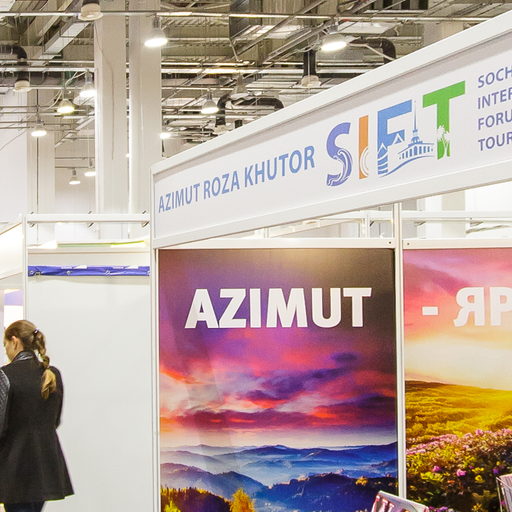 AZIMUT ROZA KHUTOR
SIFT
SOCH
INTER
FORU
TOUR
AZIMUT - ЯР